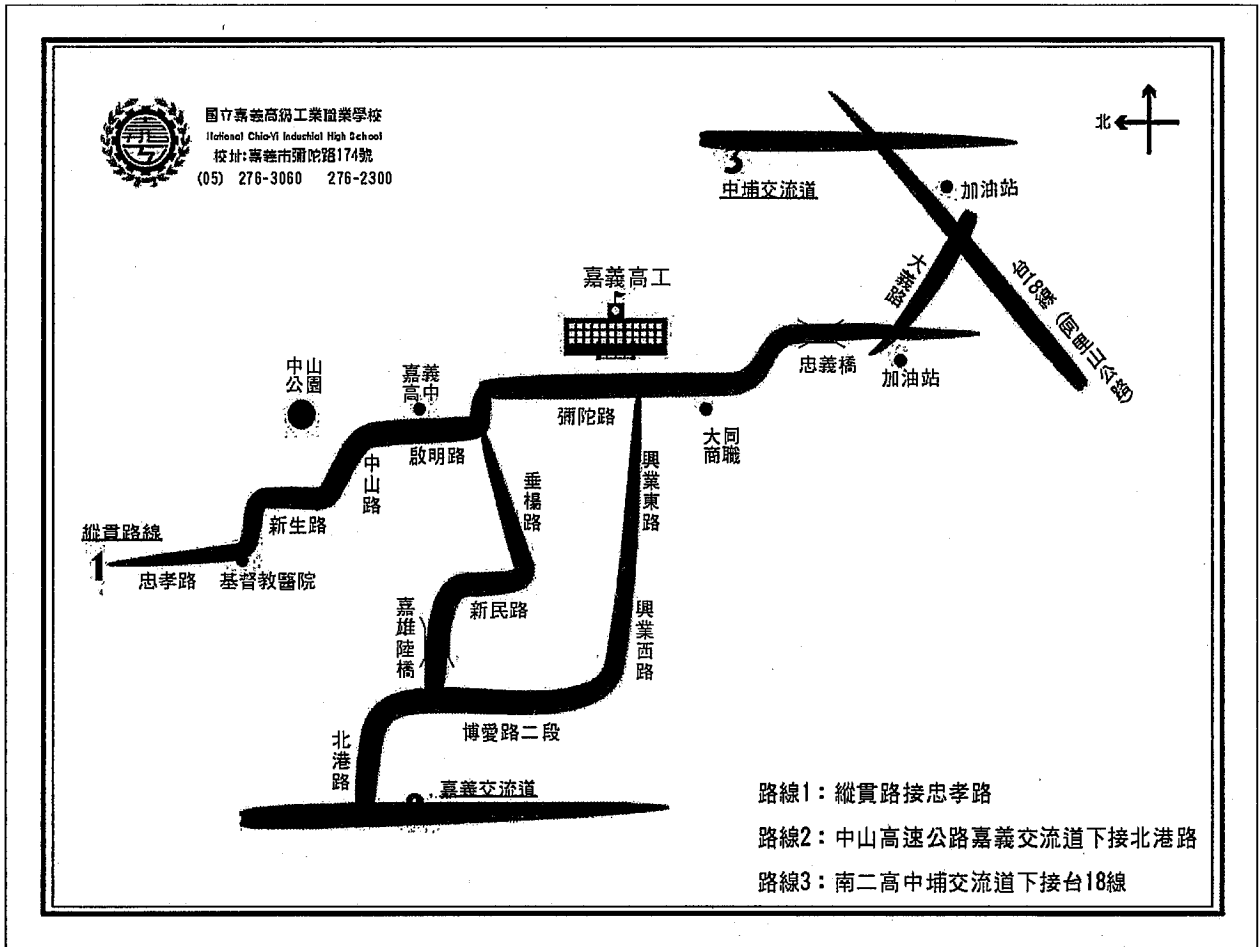 國立嘉義高級工業職業學校
National Chia-Yi Industrial High School
校址:嘉義市彌陀路174號
(05) 276-3060 276-2300
北
3
中埔交流道
加油站
大義路
台18線（阿里山公路）
嘉義高工
忠義橋
加油站
中山
公園
嘉義
高中
彌陀路
大同
商職
啟明路
中山路
垂楊路
興業東路
新生路
縱貫路線
1
忠孝路
基督教醫院
新民路
嘉雄陸橋
興業西路
博愛路二段
北港路
嘉義交流道
路線1：縱貫路接忠孝路
路線2：中山高速公路嘉義交流道下接北港路
路線3：南二高中埔交流道下接台18線